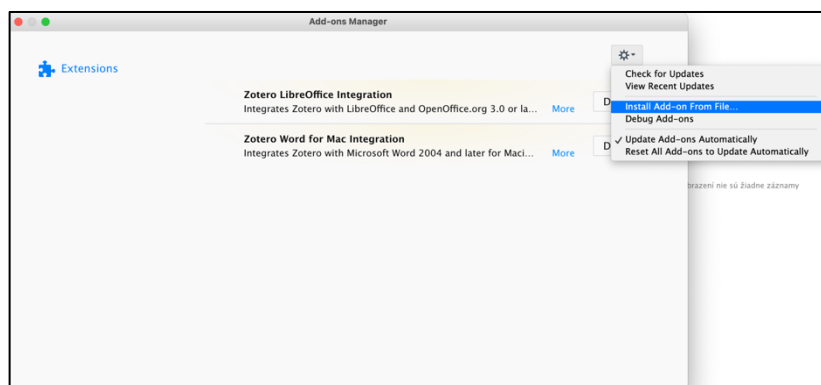 Add-ons Manager
Extensions
Zotero LibreOffice Integration
Integrates Zotero with LibreOffice and OpenOffice.org 3.0 or la... More
D
Zotero Word for Mac Integration
Integrates Zotero with Microsoft Word 2004 and later for Maci... More
D
Check for Updates
View Recent Updates
Install Add-on From File...
Debug Add-ons
✓ Update Add-ons Automatically
Reset All Add-ons to Update Automatically
brazení nie sú žiadne záznamy